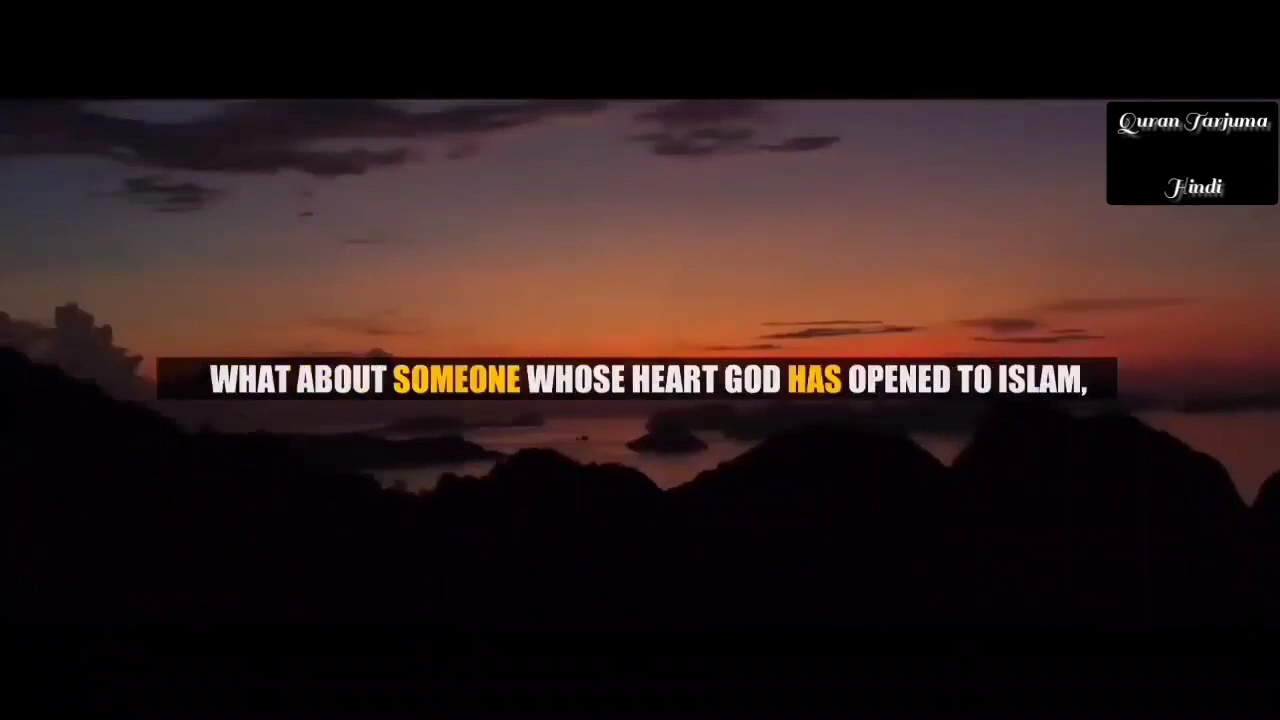 Quran Tarjuma
Hindi
WHAT ABOUT SOMEONE WHOSE HEART GOD HAS OPENED TO ISLAM,